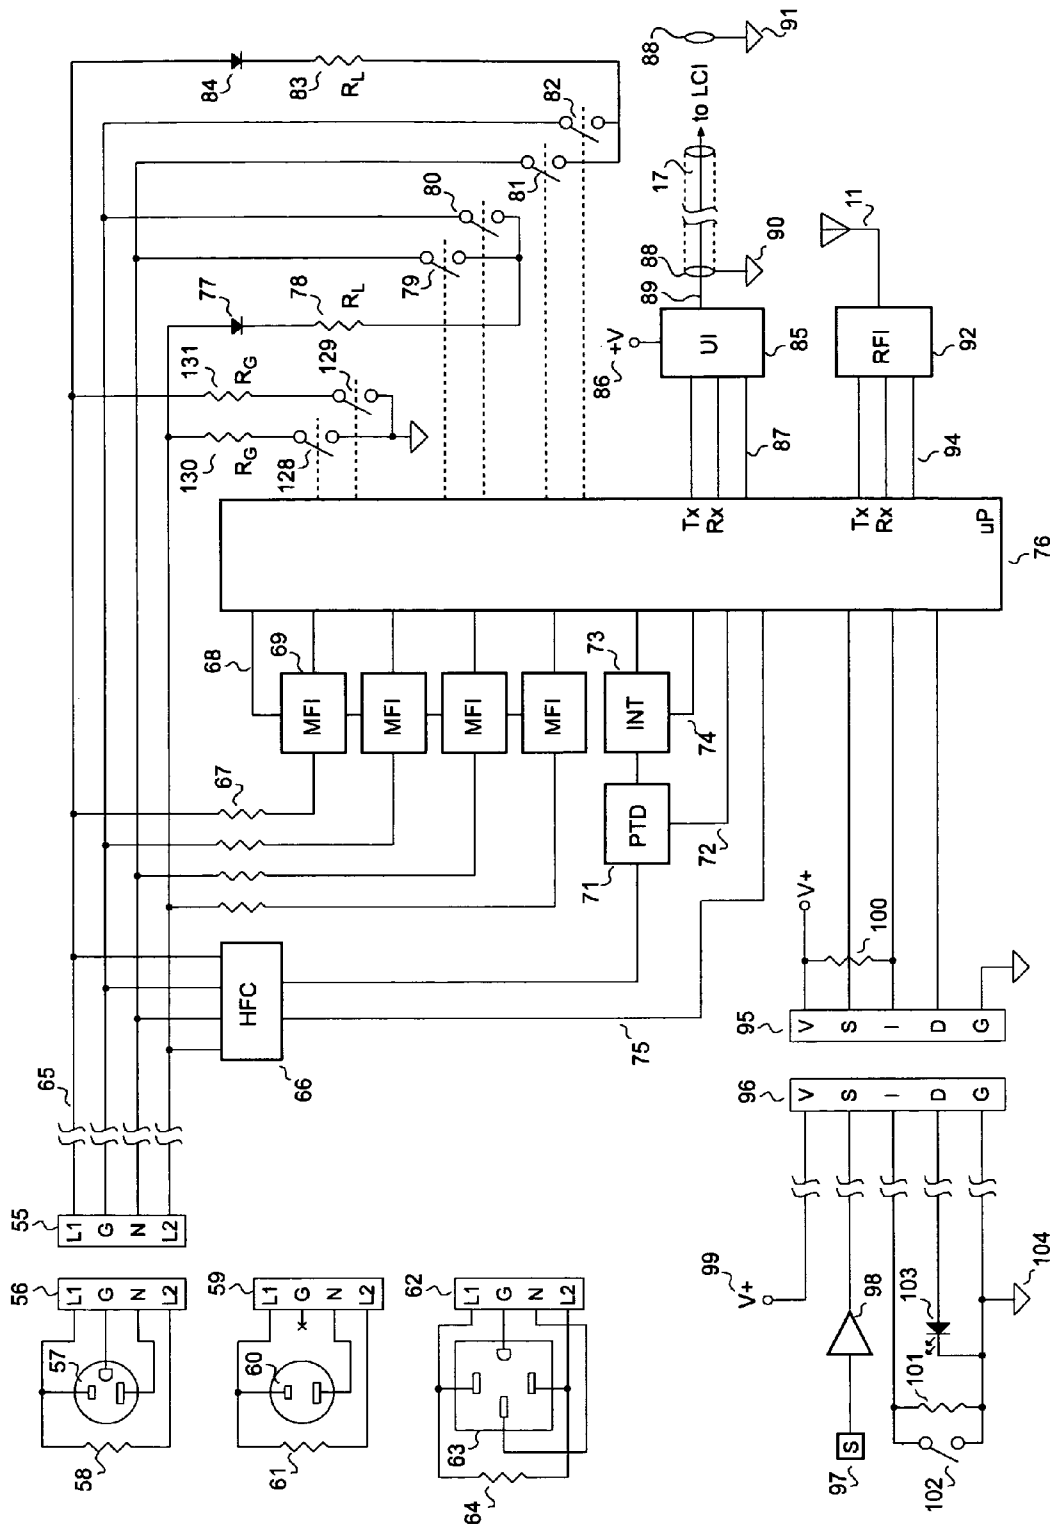 L1
G
N
L2
55
65
L1
G
N
L2
56
57
58
L1
G
N
L2
59
60
61
L1
G
N
L2
62
63
64
HFC
66
67
68
MFI
69
MFI
MFI
MFI
PTD
71
72
INT
73
74
75
uP
76
Tx
Rx
Tx
Rx
130
RG
128
131
RG
129
77
78
RL
79
80
81
82
84
83
RL
86
+V
UI
85
87
89
88
90
17
to LCI
88
91
RFI
92
94
11
95
V
S
I
D
G
V+
100
96
V
S
I
D
G
99
V+
S
97
98
103
101
102
104